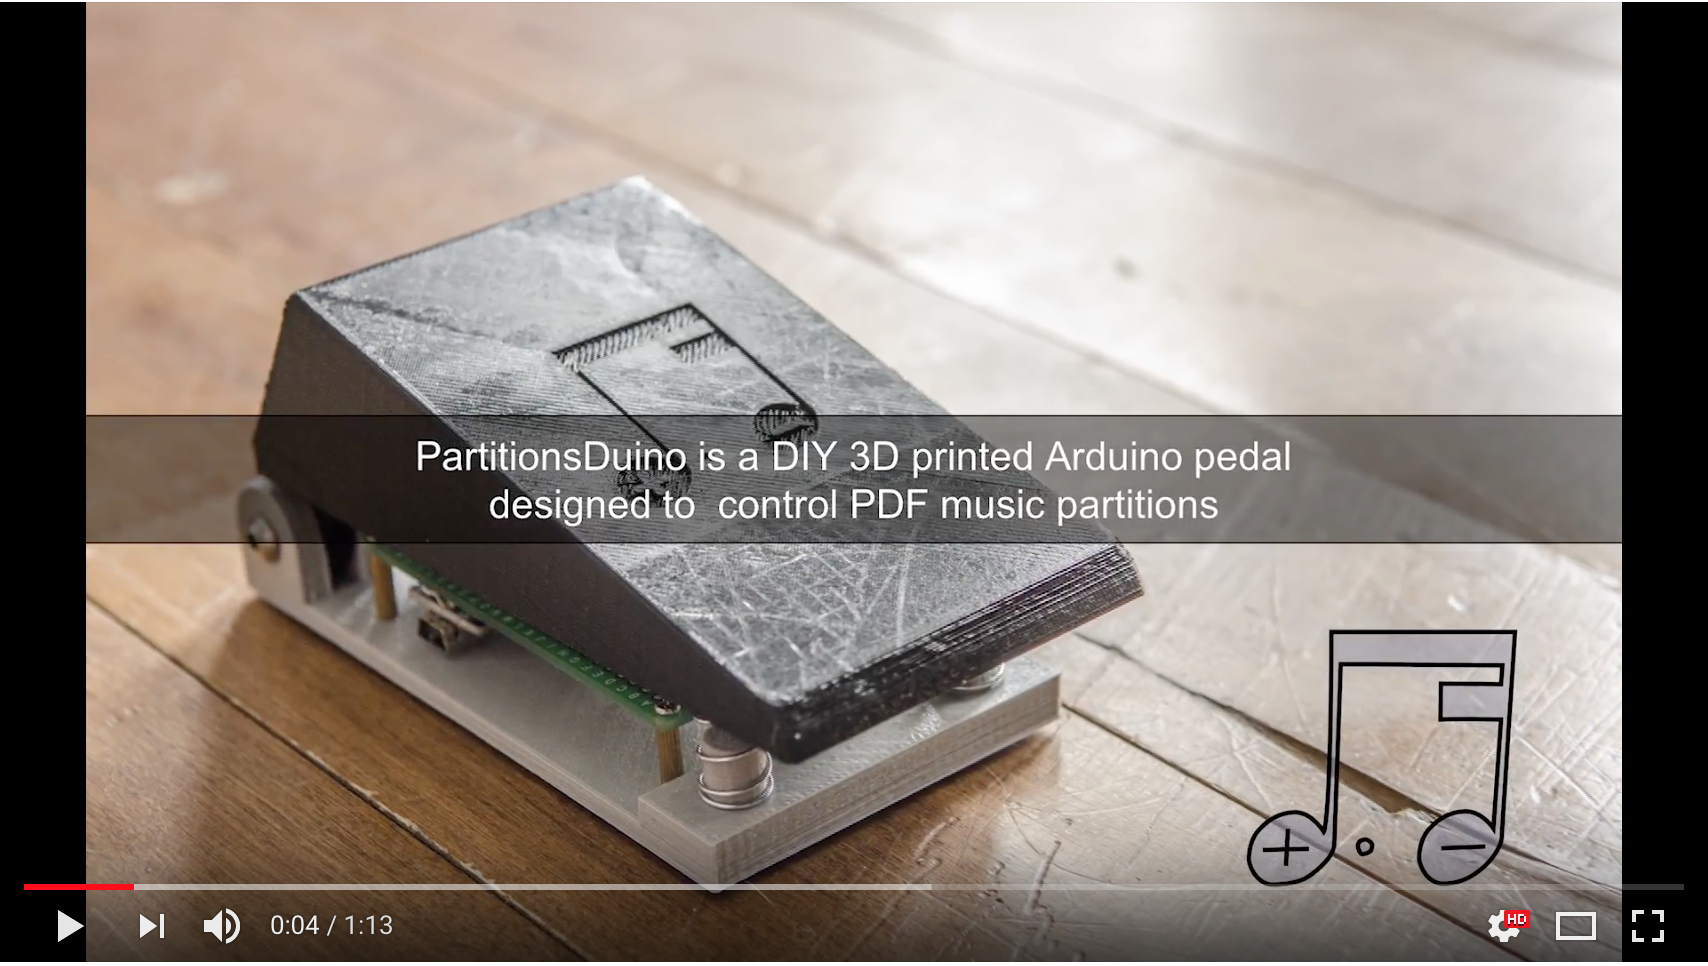 PartitionsDuino is a DIY 3D printed Arduino pedal
designed to  control PDF music partitions
0:04 / 1:13
HD